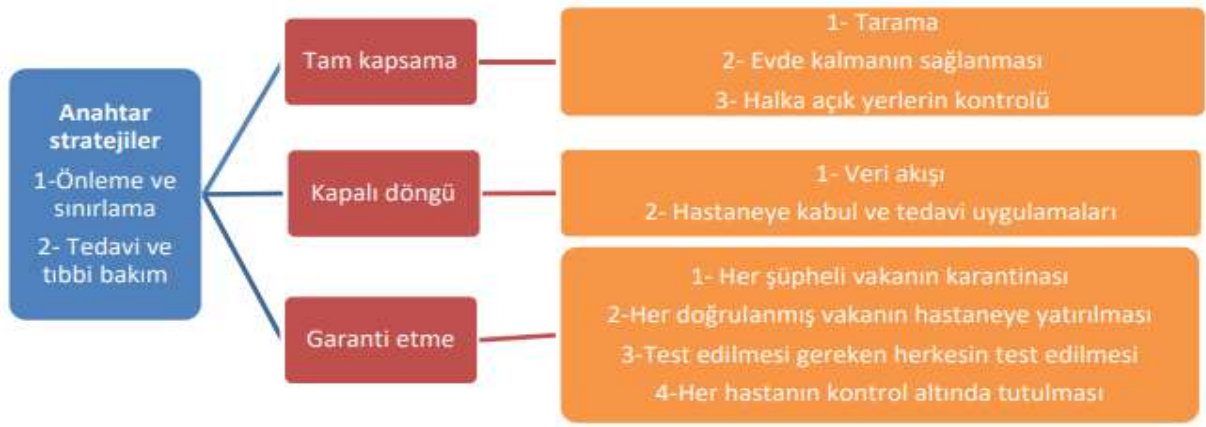 Anahtar
stratejiler
1-Önleme ve
sınırlama
2- Tedavi ve
tıbbi bakım
Tam kapsama
1- Tarama
2- Evde kalmanın sağlanması
3- Halka açık yerlerin kontrolü
Kapalı döngü
1- Veri akışı
2- Hastaneye kabul ve tedavi uygulamaları
Garanti etme
1- Her şüpheli vakanın karantinası
2-Her doğrulanmış vakanın hastaneye yatırılması
3-Test edilmesi gereken herkesin test edilmesi
4-Her hastanın kontrol altında tutulması